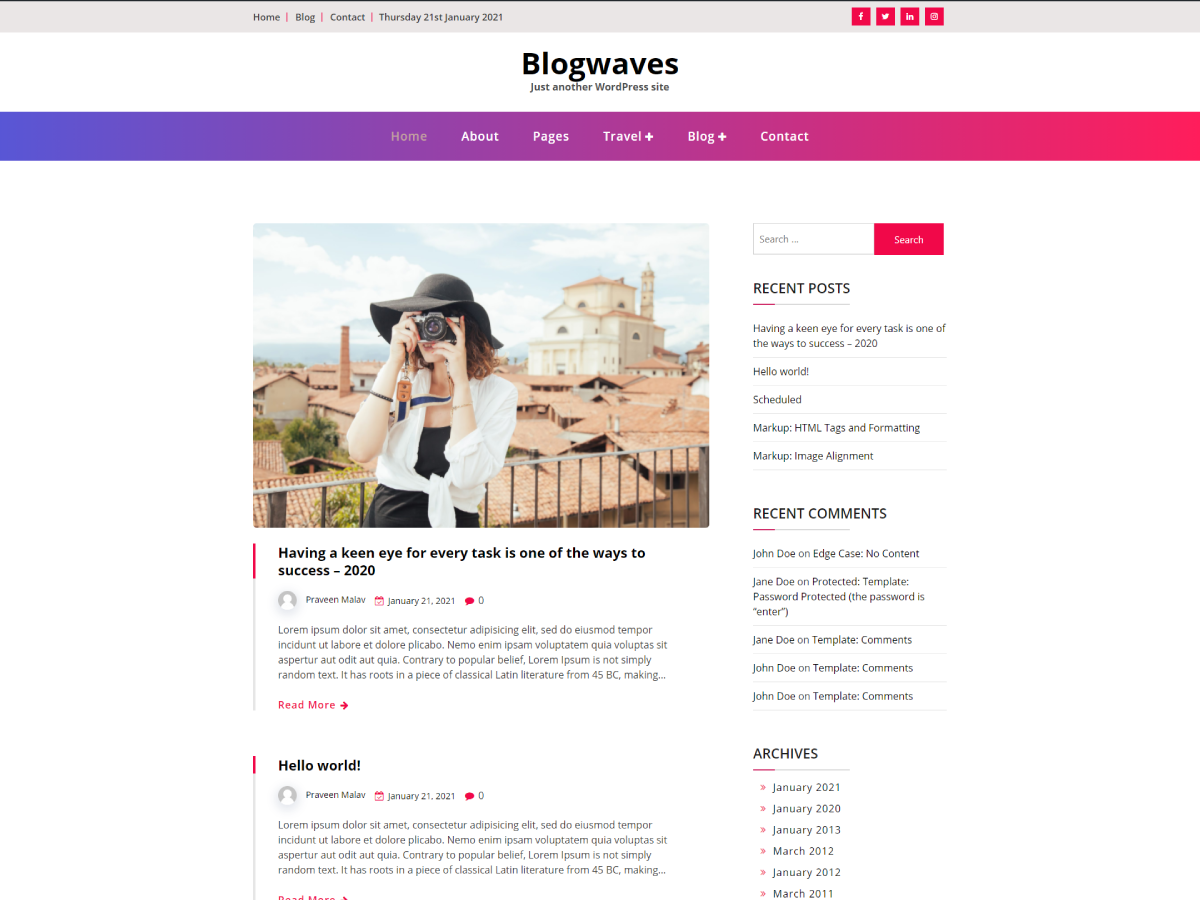 Home | Blog | Contact | Thursday 21st January 2021
Blogwaves
Just another WordPress site
Home About Pages Travel Blog Contact
Search ... Search
RECENT POSTS
Having a keen eye for every task is one of
the ways to success – 2020
Hello world!
Scheduled
Markup: HTML Tags and Formatting
Markup: Image Alignment
RECENT COMMENTS
John Doe on Edge Case: No Content
Jane Doe on Protected: Template:
Password Protected (the password is
“enter”)
Jane Doe on Template: Comments
John Doe on Template: Comments
John Doe on Template: Comments
ARCHIVES
January 2021
January 2020
January 2013
March 2012
January 2012
March 2011
Having a keen eye for every task is one of the ways to
success – 2020
Praveen Malav January 21, 2021 0
Lorem ipsum dolor sit amet, consectetur adipisicing elit, sed do eiusmod tempor
incidunt ut labore et dolore plicabo. Nemo enim ipsam voluptatem quia voluptas sit
aspertur aut odit aut quia. Contrary to popular belief, Lorem Ipsum is not simply
random text. It has roots in a piece of classical Latin literature from 45 BC, making...
Read More
Hello world!
Praveen Malav January 21, 2021 0
Lorem ipsum dolor sit amet, consectetur adipisicing elit, sed do eiusmod tempor
incidunt ut labore et dolore plicabo. Nemo enim ipsam voluptatem quia voluptas sit
aspertur aut odit aut quia. Contrary to popular belief, Lorem Ipsum is not simply
random text. It has roots in a piece of classical Latin literature from 45 BC, making...
Read More